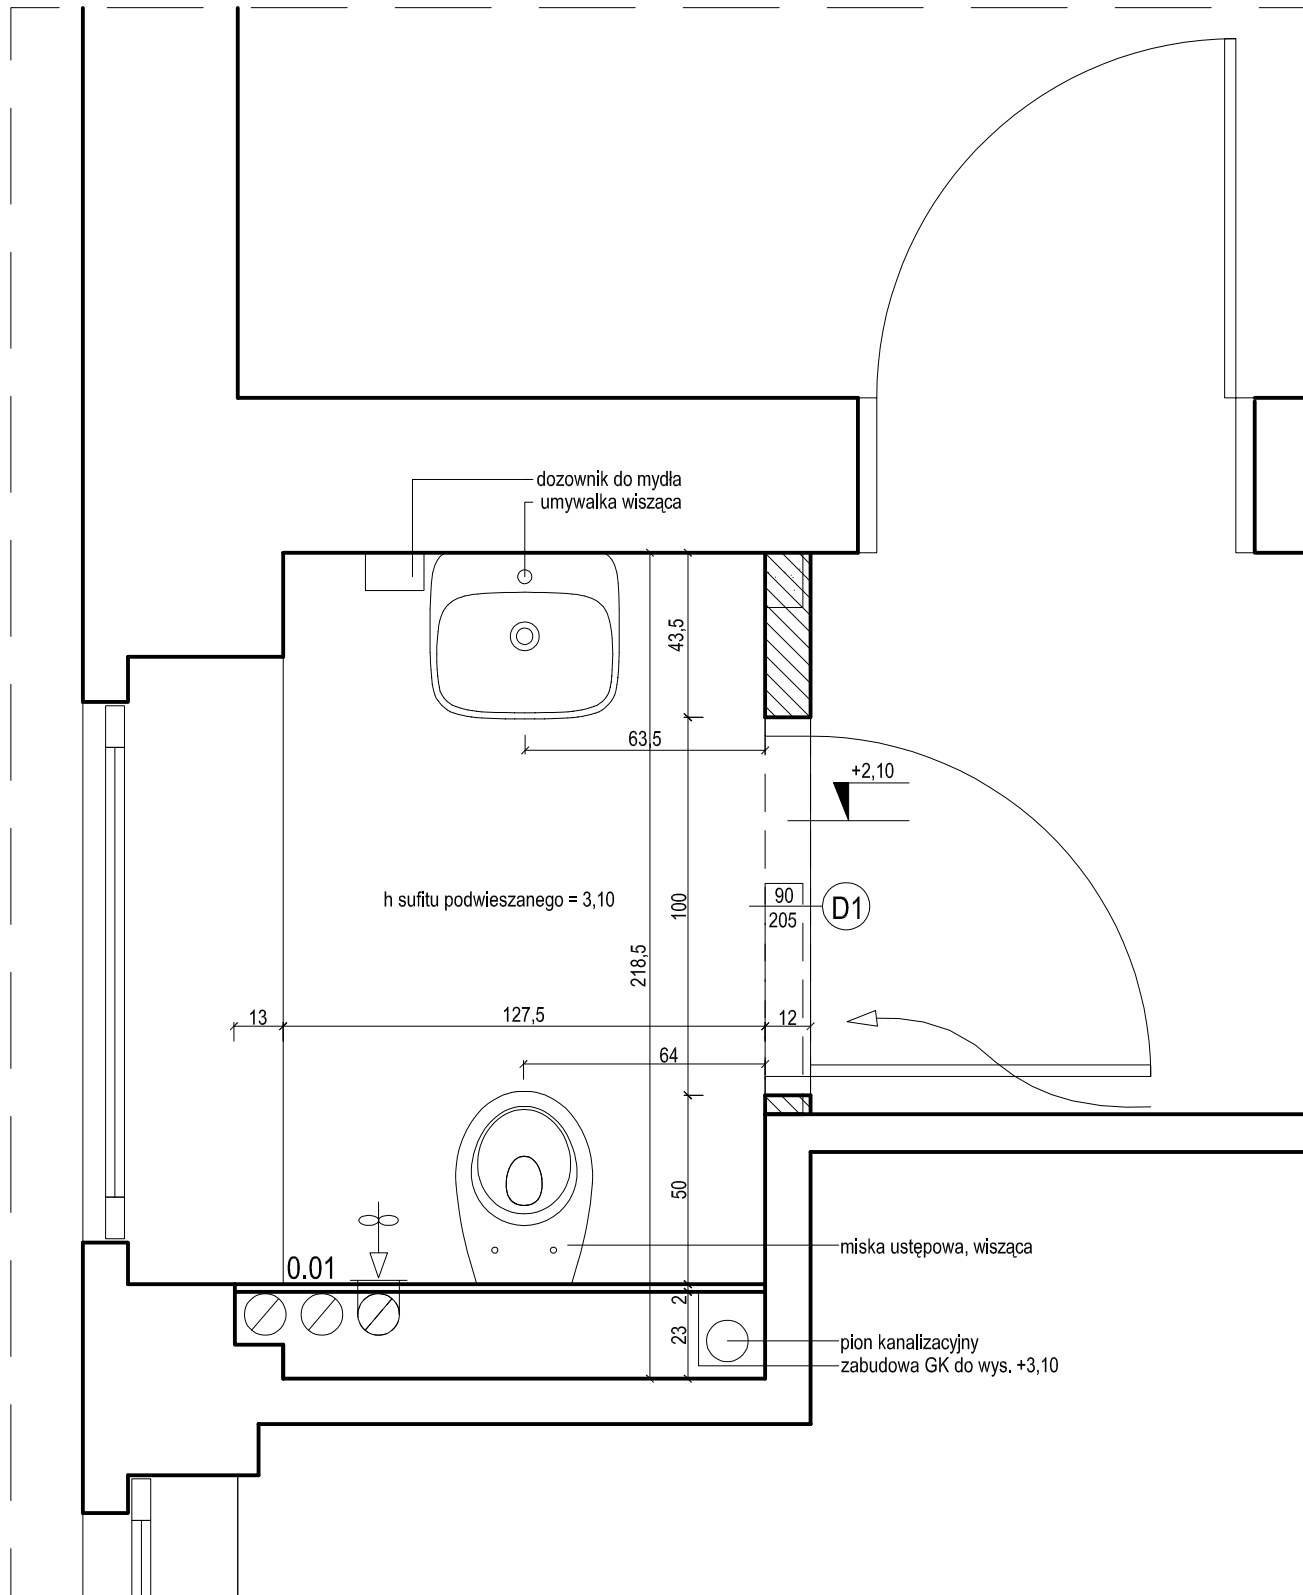 dozownik do mydła
umywalka wisząca
43,5
63,5
+2,10
h sufitu podwieszanego = 3,10
100
90
205
D1
218,5
13
127,5
12
64
50
miska ustępowa, wisząca
0.01
2
23
pion kanalizacyjny
zabudowa GK do wys. +3,10